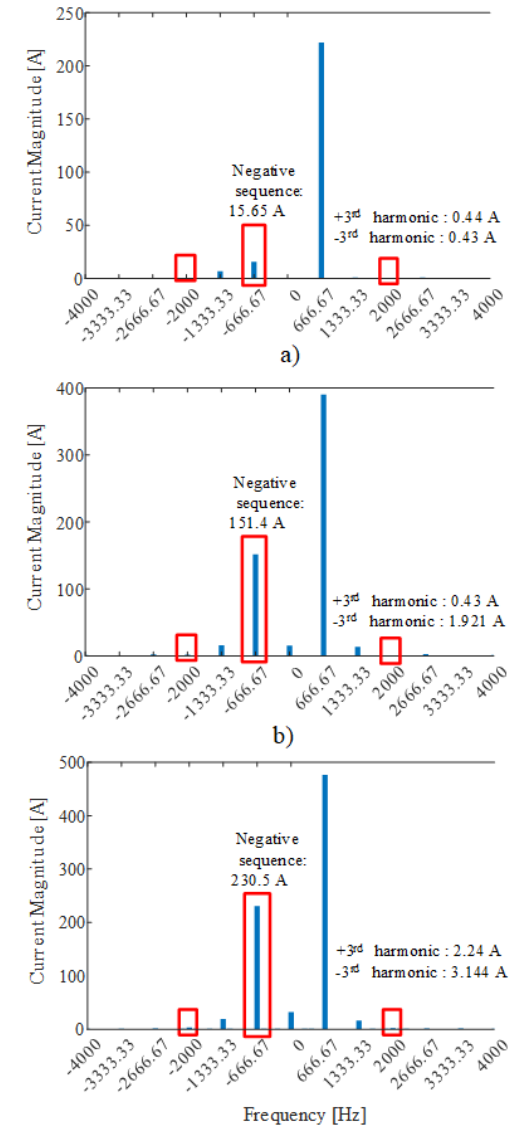 250
200
150
100
50
0
Current Magnitude [A]
Negative
sequence:
15.65 A
+3rd harmonic : 0.44 A
-3rd harmonic : 0.43 A
-4000
-3333.33
-2666.67
-2000
-1333.33
-666.67
0
666.67
1333.33
2000
2666.67
3333.33
4000
a)
400
300
200
100
0
Current Magnitude [A]
Negative
sequence:
151.4 A
+3rd harmonic : 0.43 A
-3rd harmonic : 1.921 A
-4000
-3333.33
-2666.67
-2000
-1333.33
-666.67
0
666.67
1333.33
2000
2666.67
3333.33
4000
b)
500
400
300
200
100
0
Current Magnitude [A]
Negative
sequence:
230.5 A
+3rd harmonic : 2.24 A
-3rd harmonic : 3.144 A
-4000
-3333.33
-2666.67
-2000
-1333.33
-666.67
0
666.67
1333.33
2000
2666.67
3333.33
4000
Frequency [Hz]